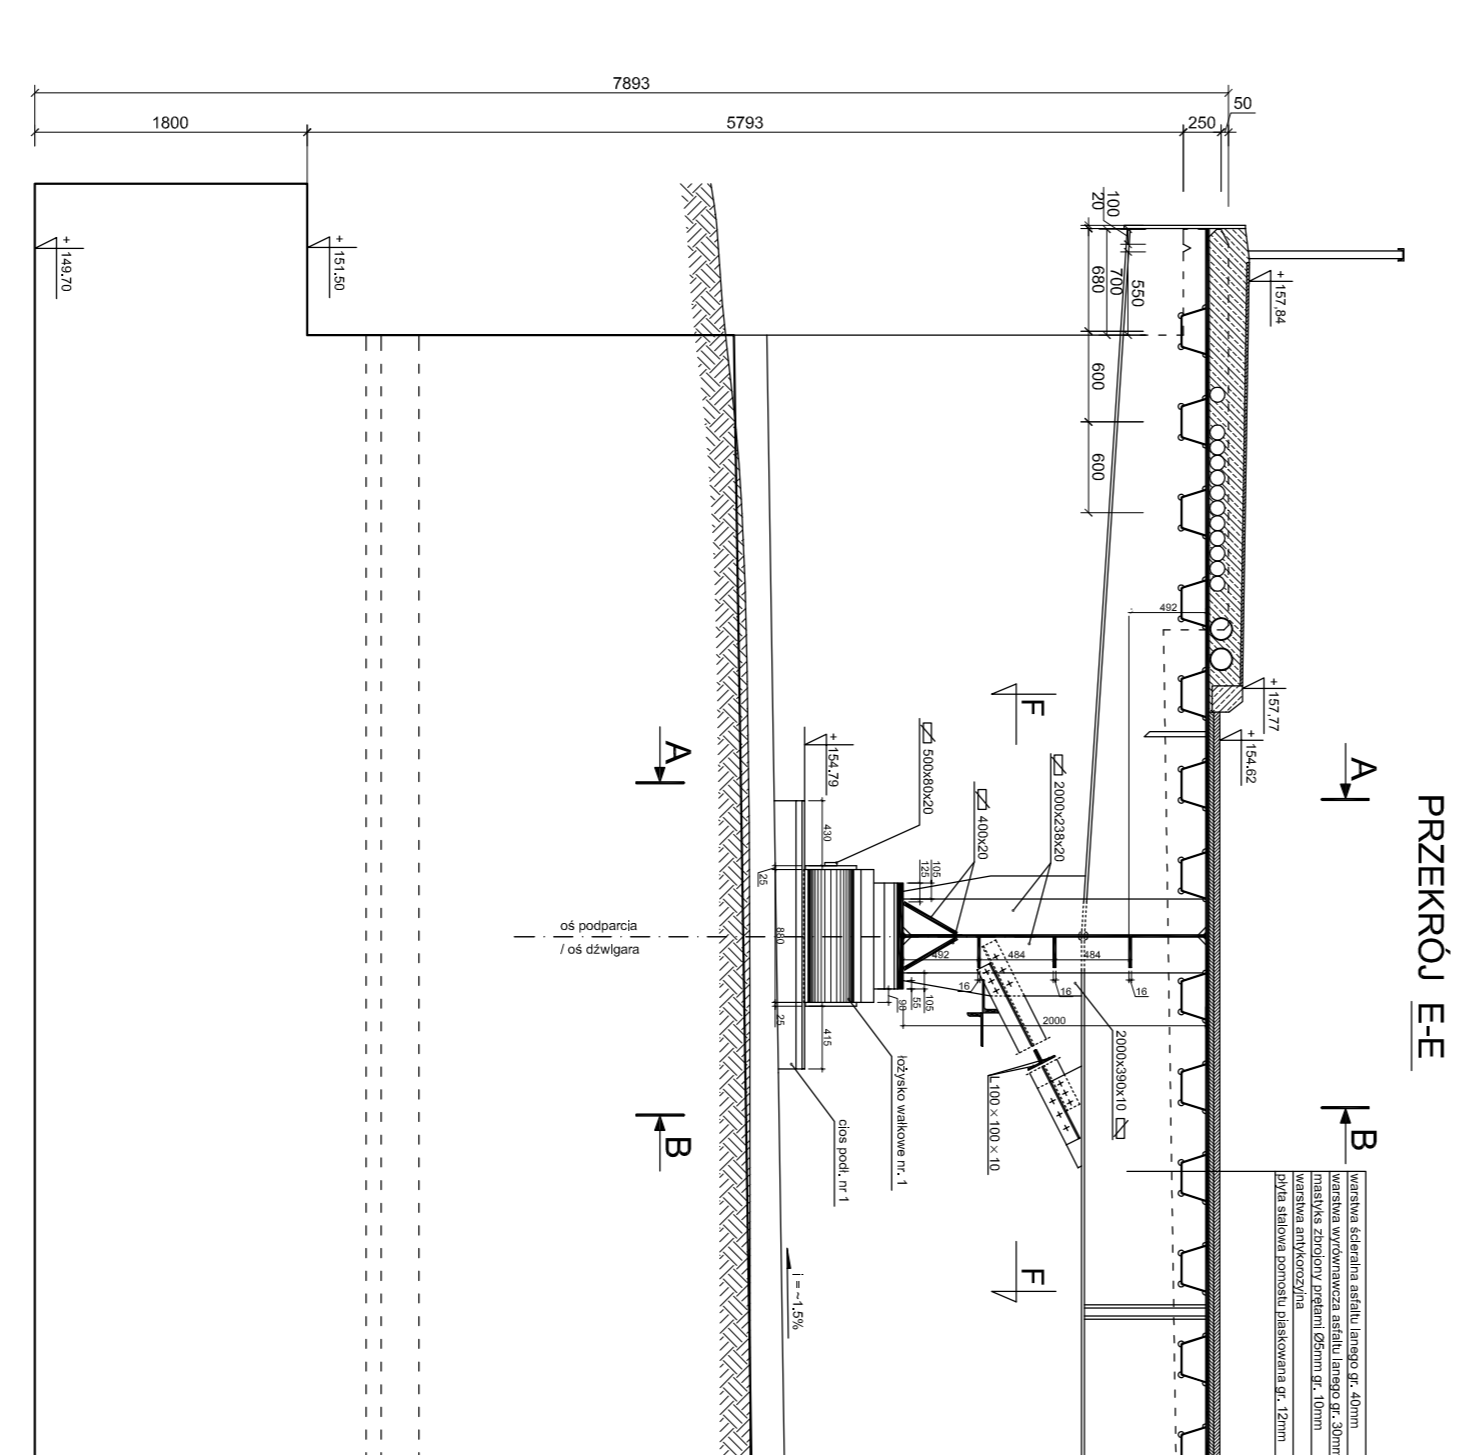 PRZEKRÓJ E-E
7893
1800
5793
250
50
+
149.70
+
151.50
100
20
680
700
550
600
600
+
157.84
492
+
157.77
+
154.62
F
A
A
+
154.79
500x80x20
400x20
2000x238x20
430
105
125
25
oś podparcia
/ oś dźwigara
880
492
484
484
16
16
16
105
55
98
2000
25
415
2000x390x10
L 100 × 100 × 10
łożysko wałkowe nr. 1
cios podł. nr 1
B
B
F
i = ~1.5%
warstwa ścieralna asfaltu lanego gr. 40mm
warstwa wyrównawcza asfaltu lanego gr. 30mm
mastyks zbrojony prętami Ø5mm gr. 10mm
warstwa antykorozyjna
płyta stalowa pomostu piaskowana gr. 12mm